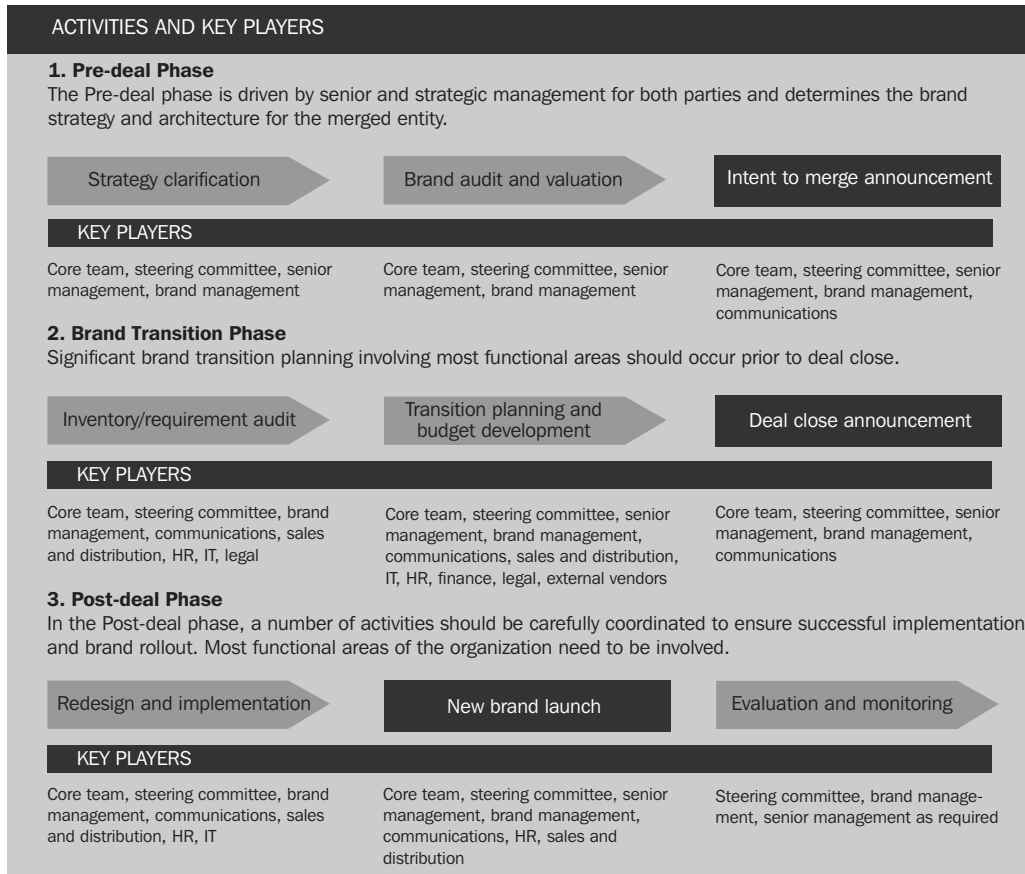 ACTIVITIES AND KEY PLAYERS
1. Pre-deal Phase
The Pre-deal phase is driven by senior and strategic management for both parties and determines the brand
strategy and architecture for the merged entity.
Strategy clarification
Brand audit and valuation
Intent to merge announcement
KEY PLAYERS
Core team, steering committee, senior
management, brand management
Core team, steering committee, senior
management, brand management
Core team, steering committee, senior
management, brand management,
communications
2. Brand Transition Phase
Significant brand transition planning involving most functional areas should occur prior to deal close.
Inventory/requirement audit
Transition planning and
budget development
Deal close announcement
KEY PLAYERS
Core team, steering committee, brand
management, communications, sales
and distribution, HR, IT, legal
Core team, steering committee, senior
management, brand management,
communications, sales and distribution,
IT, HR, finance, legal, external vendors
Core team, steering committee, senior
management, brand management,
communications
3. Post-deal Phase
In the Post-deal phase, a number of activities should be carefully coordinated to ensure successful implementation
and brand rollout. Most functional areas of the organization need to be involved.
Redesign and implementation
New brand launch
Evaluation and monitoring
KEY PLAYERS
Core team, steering committee, brand
management, communications, sales
and distribution, HR, IT
Core team, steering committee, senior
management, brand management,
communications, HR, sales and
distribution
Steering committee, brand manage-
ment, senior management as required